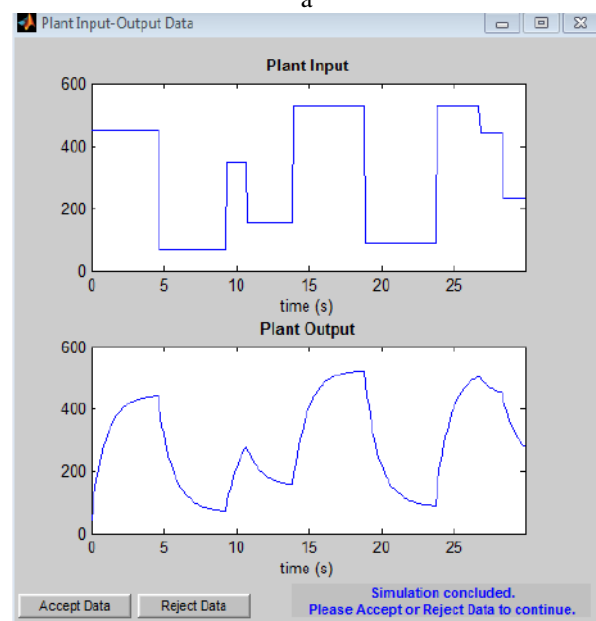 a
Plant Input-Output Data
Plant Input
600
400
200
0
0 5 10 15 20 25
time (s)
Plant Output
600
400
200
0
0 5 10 15 20 25
time (s)
Accept Data Reject Data
Simulation concluded.
Please Accept or Reject Data to continue.